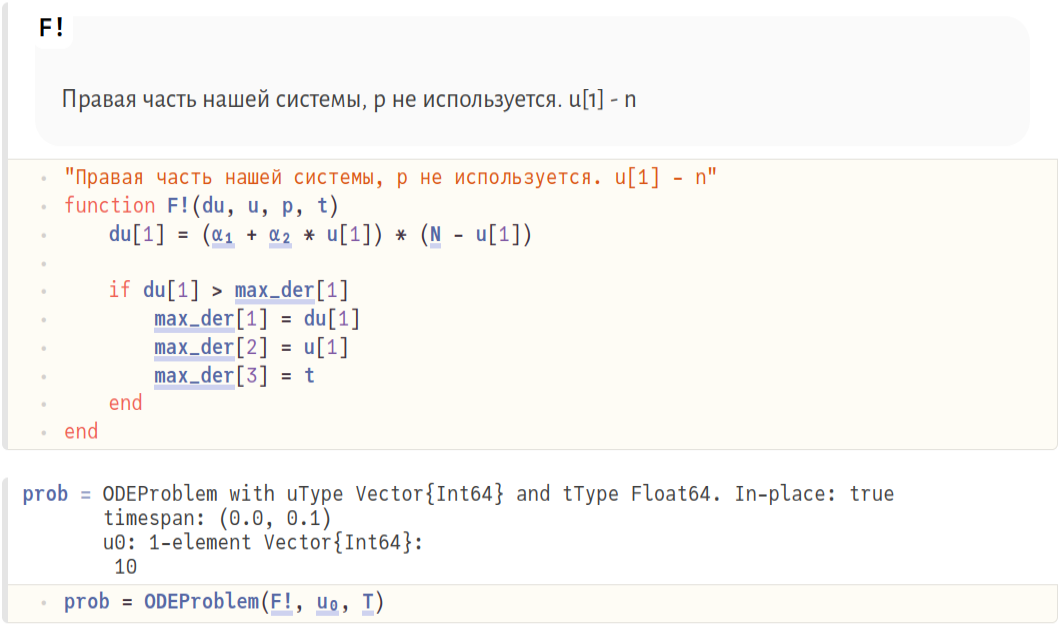 F!
Правая часть нашей системы, p не используется. u[1] - n
"Правая часть нашей системы, p не используется. u[1] - n"
function F!(du, u, p, t)
    du[1] = (α₁ + α₂ * u[1]) * (N - u[1])
    if du[1] > max_der[1]
        max_der[1] = du[1]
        max_der[2] = u[1]
        max_der[3] = t
    end
end
prob = ODEProblem with uType Vector{Int64} and tType Float64. In-place: true
timespan: (0.0, 0.1)
u0: 1-element Vector{Int64}:
 10
prob = ODEProblem(F!, u₀, T)